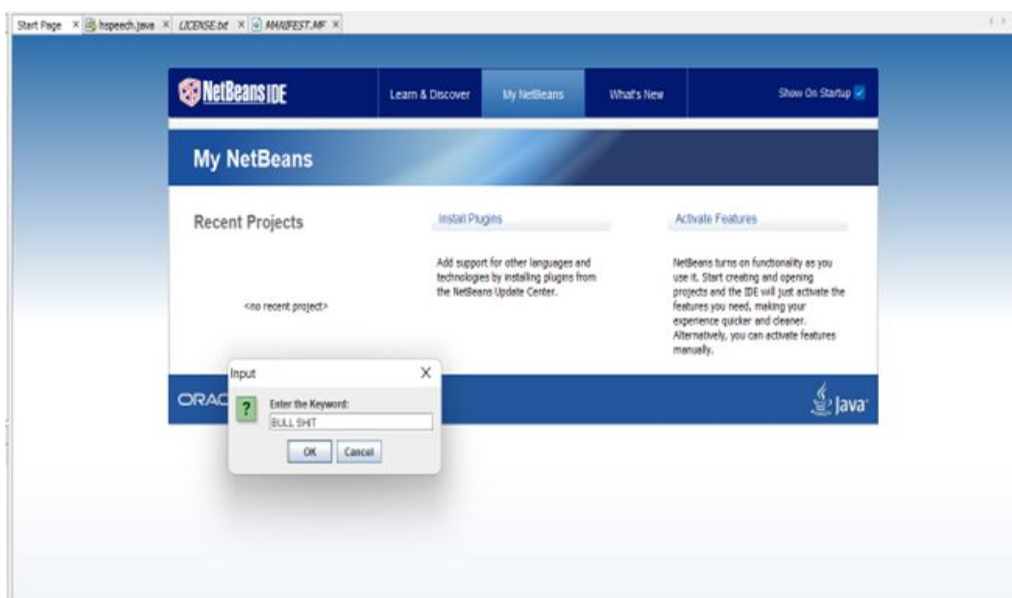 Start Page
hspeech.java
LICENSE.txt
MANIFEST.MF
NetBeans IDE
Learn & Discover
My NetBeans
What's New
Show On Startup
My NetBeans
Recent Projects
<no recent project>
Install Plugins
Add support for other languages and
technologies by installing plugins from
the NetBeans Update Center.
Activate Features
NetBeans turns on functionality as you
use it. Start creating and opening
projects and the IDE will just activate the
features you need, making your
experience quicker and cleaner.
Alternatively, you can activate features
manually.
Input
Enter the Keyword:
BULL SHIT
OK
Cancel
ORAC
Java